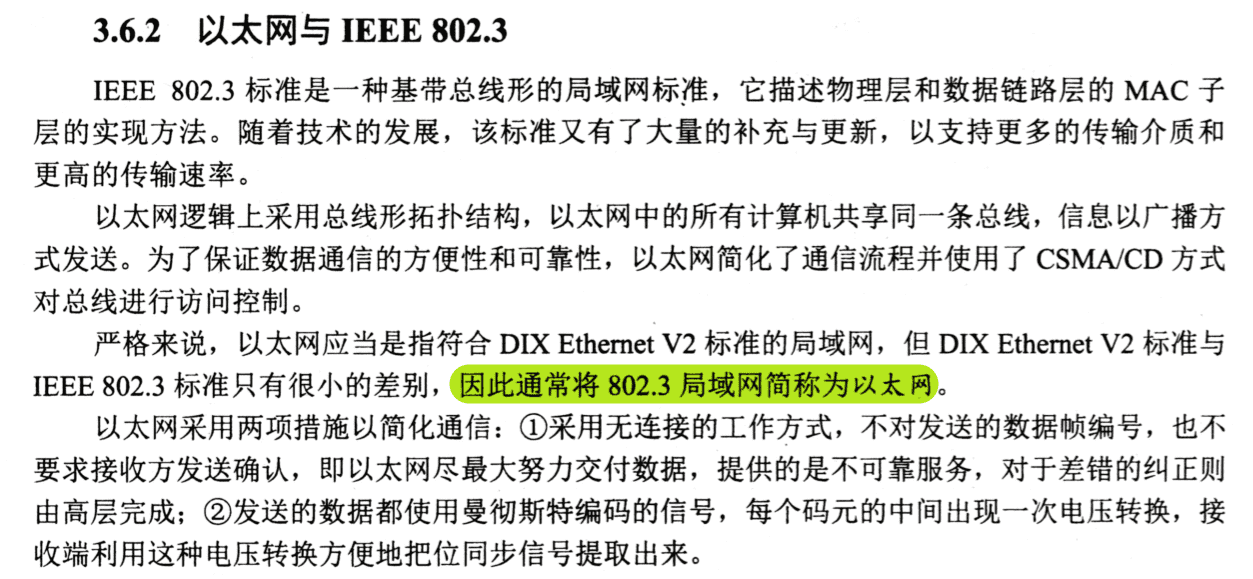 3.6.2 以太网与 IEEE 802.3
IEEE 802.3 标准是一种基带总线形的局域网标准，它描述物理层和数据链路层的 MAC 子
层的实现方法。随着技术的发展，该标准又有了大量的补充与更新，以支持更多的传输介质和
更高的传输速率。
以太网逻辑上采用总线形拓扑结构，以太网中的所有计算机共享同一条总线，信息以广播方
式发送。为了保证数据通信的方便性和可靠性，以太网简化了通信流程并使用了 CSMA/CD 方式
对总线进行访问控制。
严格来说，以太网应当是指符合 DIX Ethernet V2 标准的局域网，但 DIX Ethernet V2 标准与
IEEE 802.3 标准只有很小的差别，因此通常将 802.3 局域网简称为以太网。
以太网采用两项措施以简化通信：①采用无连接的工作方式，不对发送的数据帧编号，也不
要求接收方发送确认，即以太网尽最大努力交付数据，提供的是不可靠服务，对于差错的纠正则
由高层完成；②发送的数据都使用曼彻斯特编码的信号，每个码元的中间出现一次电压转换，接
收端利用这种电压转换方便地把位同步信号提取出来。